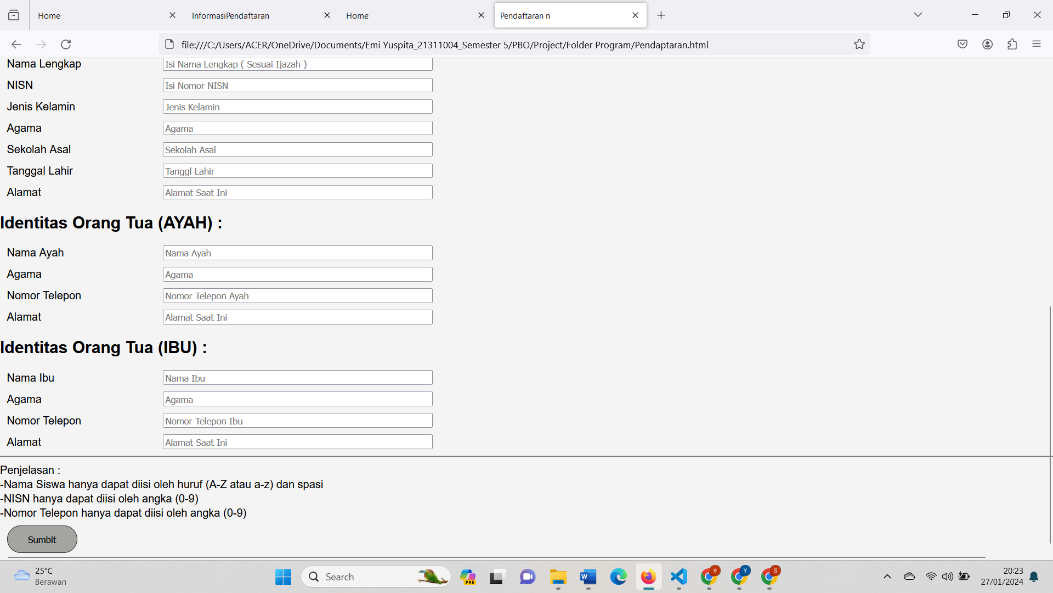 Home InformasiPendaftaran Home Pendaftaran n
file:///C:/Users/ACER/OneDrive/Documents/Emi Yuspita_21311004_Semester 5/PBO/Project/Folder Program/Pendaptaran.html
Nama Lengkap Isi Nama Lengkap ( Sesuai Ijazah )
NISN Isi Nomor NISN
Jenis Kelamin Jenis Kelamin
Agama Agama
Sekolah Asal Sekolah Asal
Tanggal Lahir Tanggl Lahir
Alamat Alamat Saat Ini
Identitas Orang Tua (AYAH) :
Nama Ayah Nama Ayah
Agama Agama
Nomor Telepon Nomor Telepon Ayah
Alamat Alamat Saat Ini
Identitas Orang Tua (IBU) :
Nama Ibu Nama Ibu
Agama Agama
Nomor Telepon Nomor Telepon Ibu
Alamat Alamat Saat Ini
Penjelasan :
-Nama Siswa hanya dapat diisi oleh huruf (A-Z atau a-z) dan spasi
-NISN hanya dapat diisi oleh angka (0-9)
-Nomor Telepon hanya dapat diisi oleh angka (0-9)
Sumbit
25°C
Berawan
Search
20:23
27/01/2024